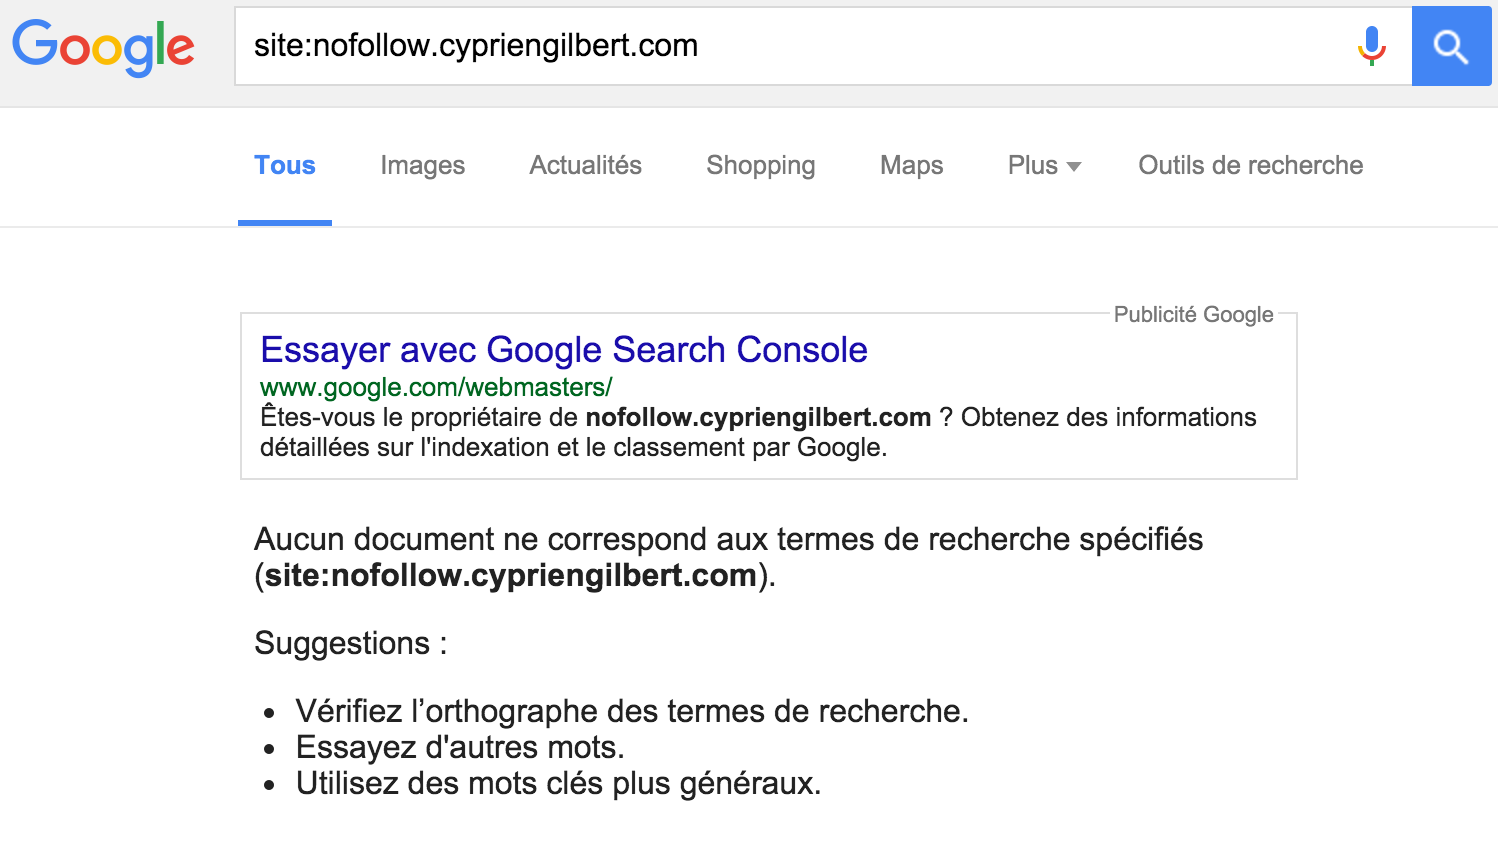 Google
site:nofollow.cypriengilbert.com
Tous Images Actualités Shopping Maps Plus Outils de recherche
Publicité Google
Essayer avec Google Search Console
www.google.com/webmasters/
Êtes-vous le propriétaire de nofollow.cypriengilbert.com ? Obtenez des informations
détaillées sur l'indexation et le classement par Google.
Aucun document ne correspond aux termes de recherche spécifiés
(site:nofollow.cypriengilbert.com).
Suggestions :
• Vérifiez l’orthographe des termes de recherche.
• Essayez d'autres mots.
• Utilisez des mots clés plus généraux.